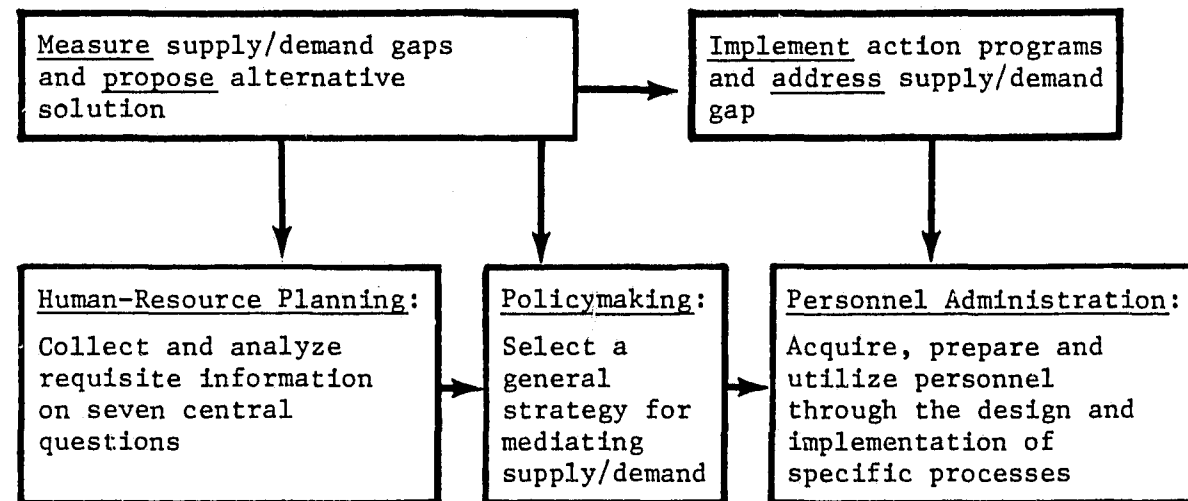 Measure supply/demand gaps
and propose alternative
solution
Implement action programs
and address supply/demand
gap
Human-Resource Planning:
Collect and analyze
requisite information
on seven central
questions
Policymaking:
Select a
general
strategy for
mediating
supply/demand
Personnel Administration:
Acquire, prepare and
utilize personnel
through the design and
implementation of
specific processes